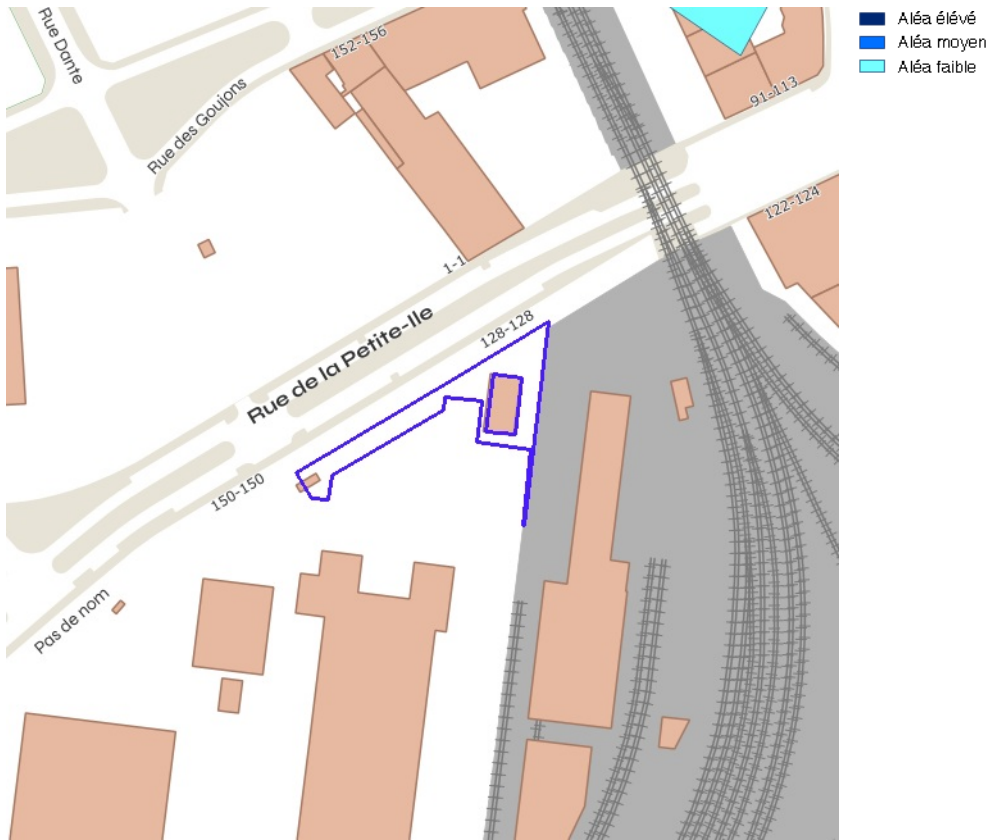 Rue Dante
152-156
Rue des Goujons
91-113
122-124
1-1
Rue de la Petite-Ile
128-128
150-150
Pas de nom
Aléa élévé
Aléa moyen
Aléa faible